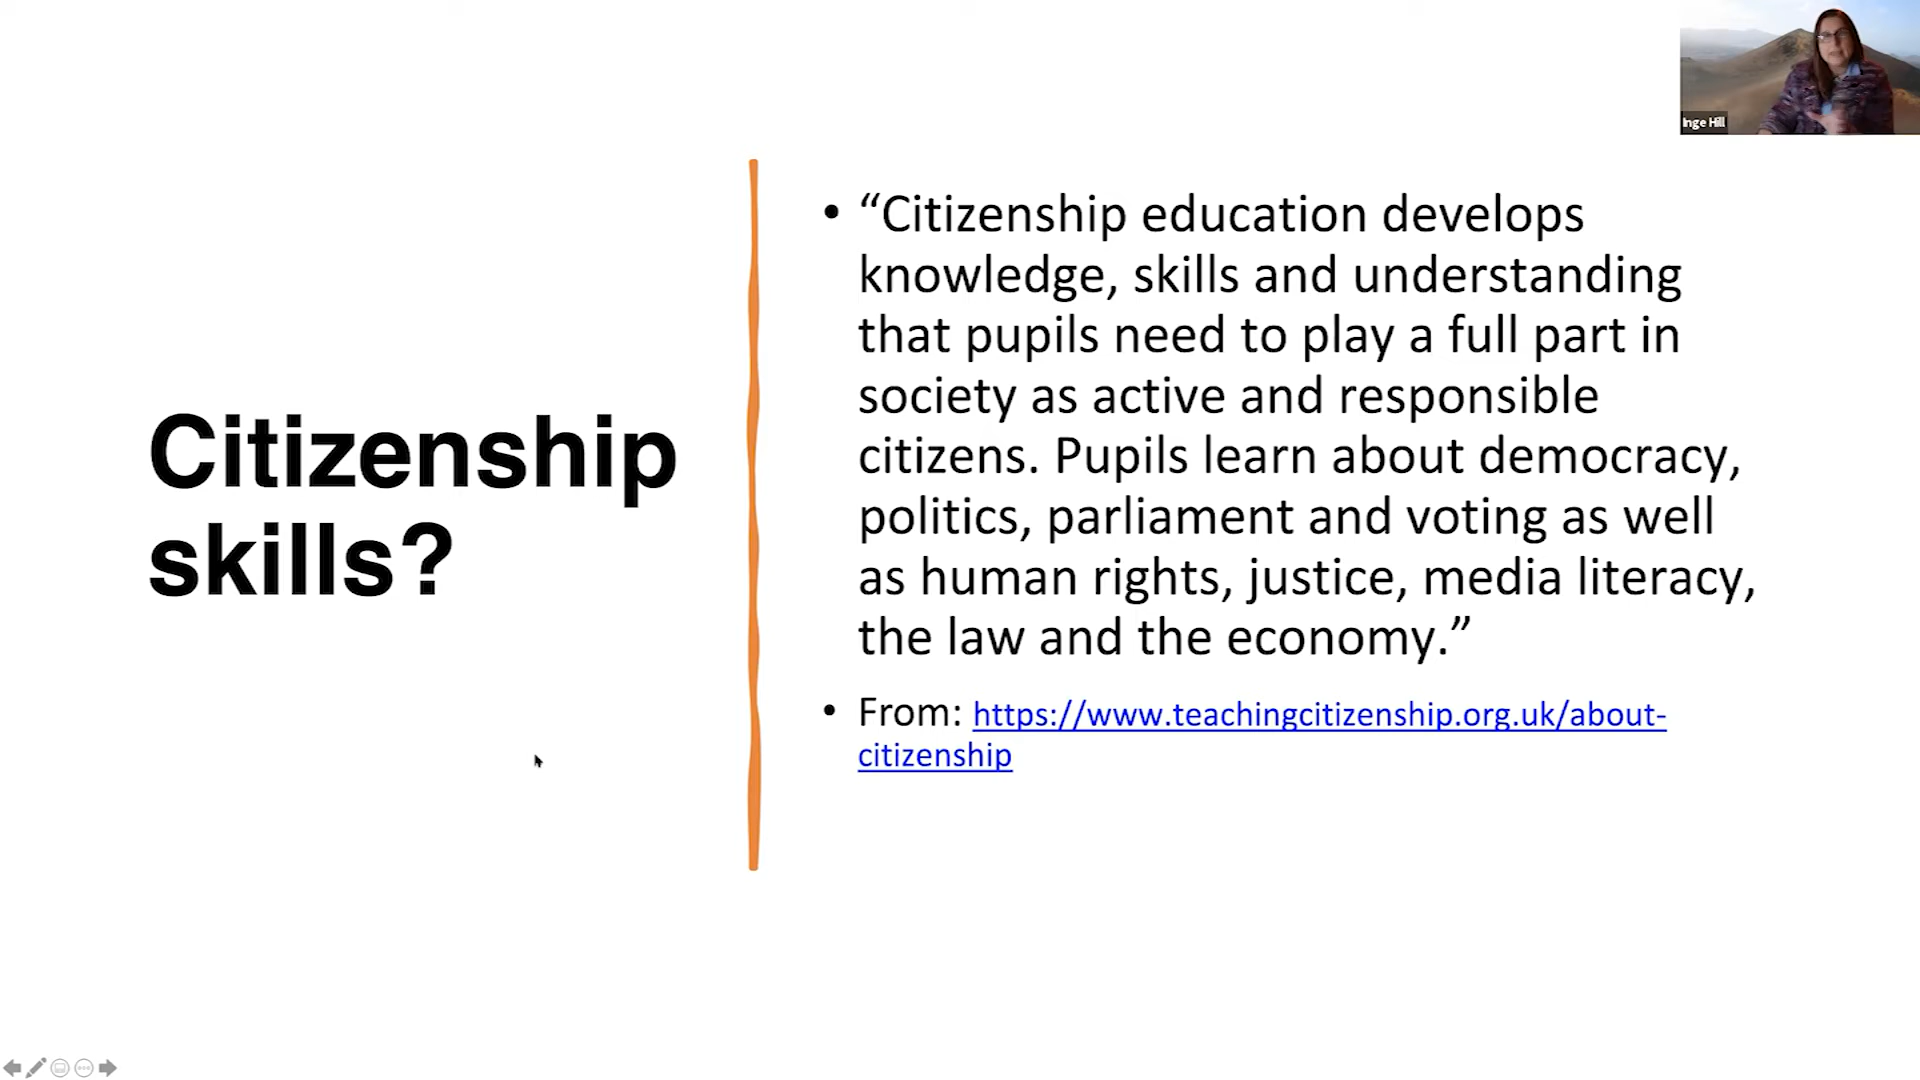 Inge Hill
Citizenship
skills?
• “Citizenship education develops
knowledge, skills and understanding
that pupils need to play a full part in
society as active and responsible
citizens. Pupils learn about democracy,
politics, parliament and voting as well
as human rights, justice, media literacy,
the law and the economy.”
• From: https://www.teachingcitizenship.org.uk/about-
citizenship